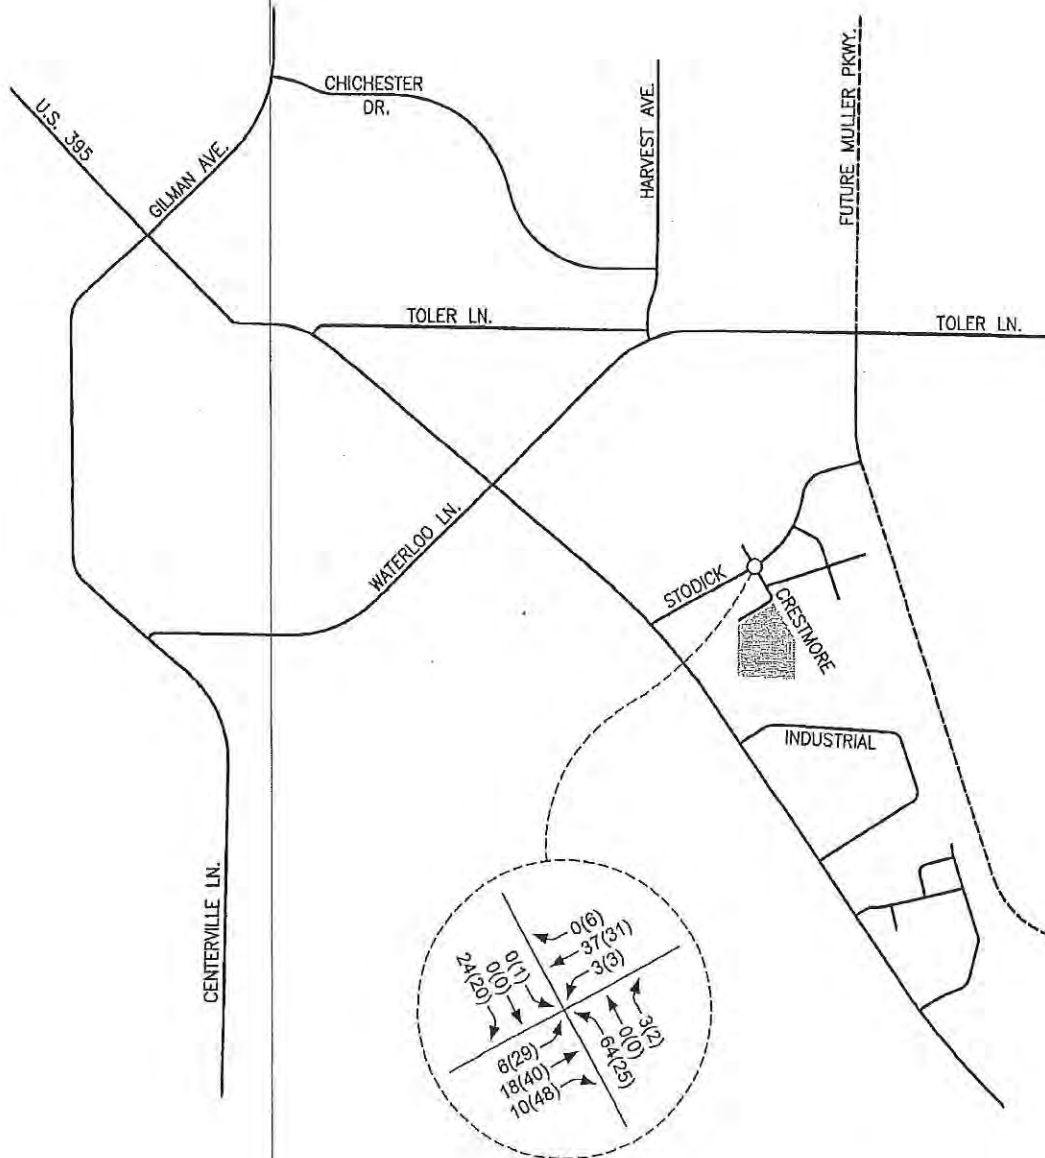 CHICHESTER
DR.
U.S. 395
GILMAN AVE.
HARVEST AVE.
FUTURE MULLER PKWY.
TOLER LN.
TOLER LN.
WATERLOO LN.
STODICK
CRESTMORE
INDUSTRIAL
CENTERVILLE LN.
0(6)
37(31)
3(3)
0(1)
0(0)
24(20)
3(2)
0(0)
64(25)
6(29)
18(40)
10(48)